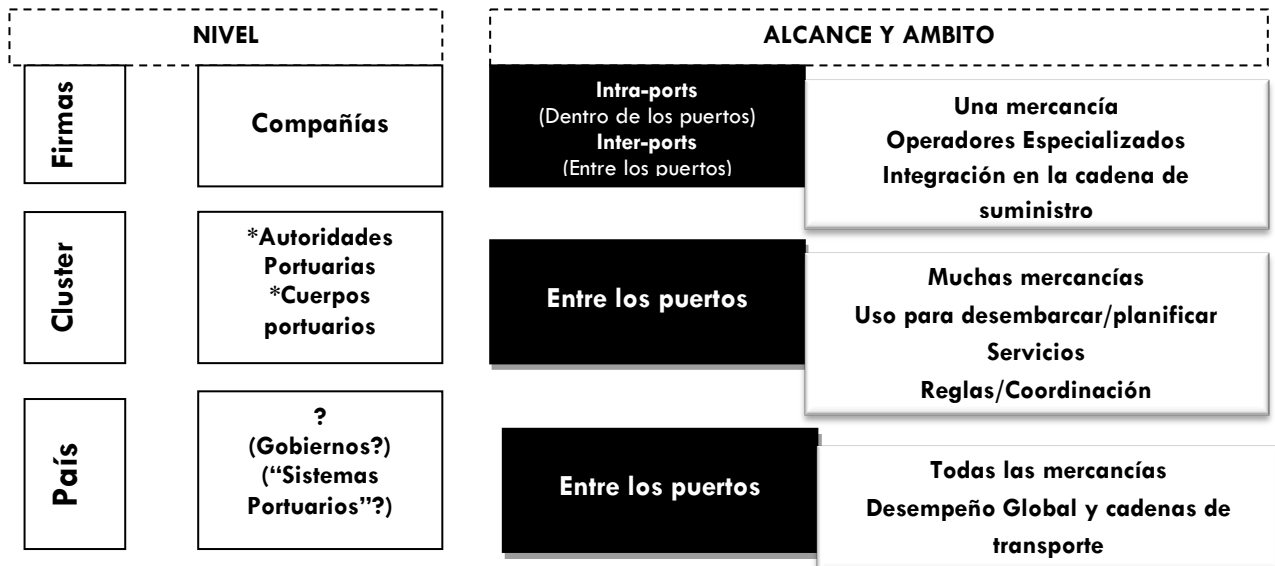 NIVEL
ALCANCE Y AMBITO
Firmas
Compañías
Intra-ports
(Dentro de los puertos)
Inter-ports
(Entre los puertos)
Una mercancía
Operadores Especializados
Integración en la cadena de
suministro
Cluster
*Autoridades
Portuarias
*Cuerpos
portuarios
Entre los puertos
Muchas mercancías
Uso para desembarcar/planificar
Servicios
Reglas/Coordinación
País
?
(Gobiernos?)
(“Sistemas
Portuarios”?)
Entre los puertos
Todas las mercancías
Desempeño Global y cadenas de
transporte